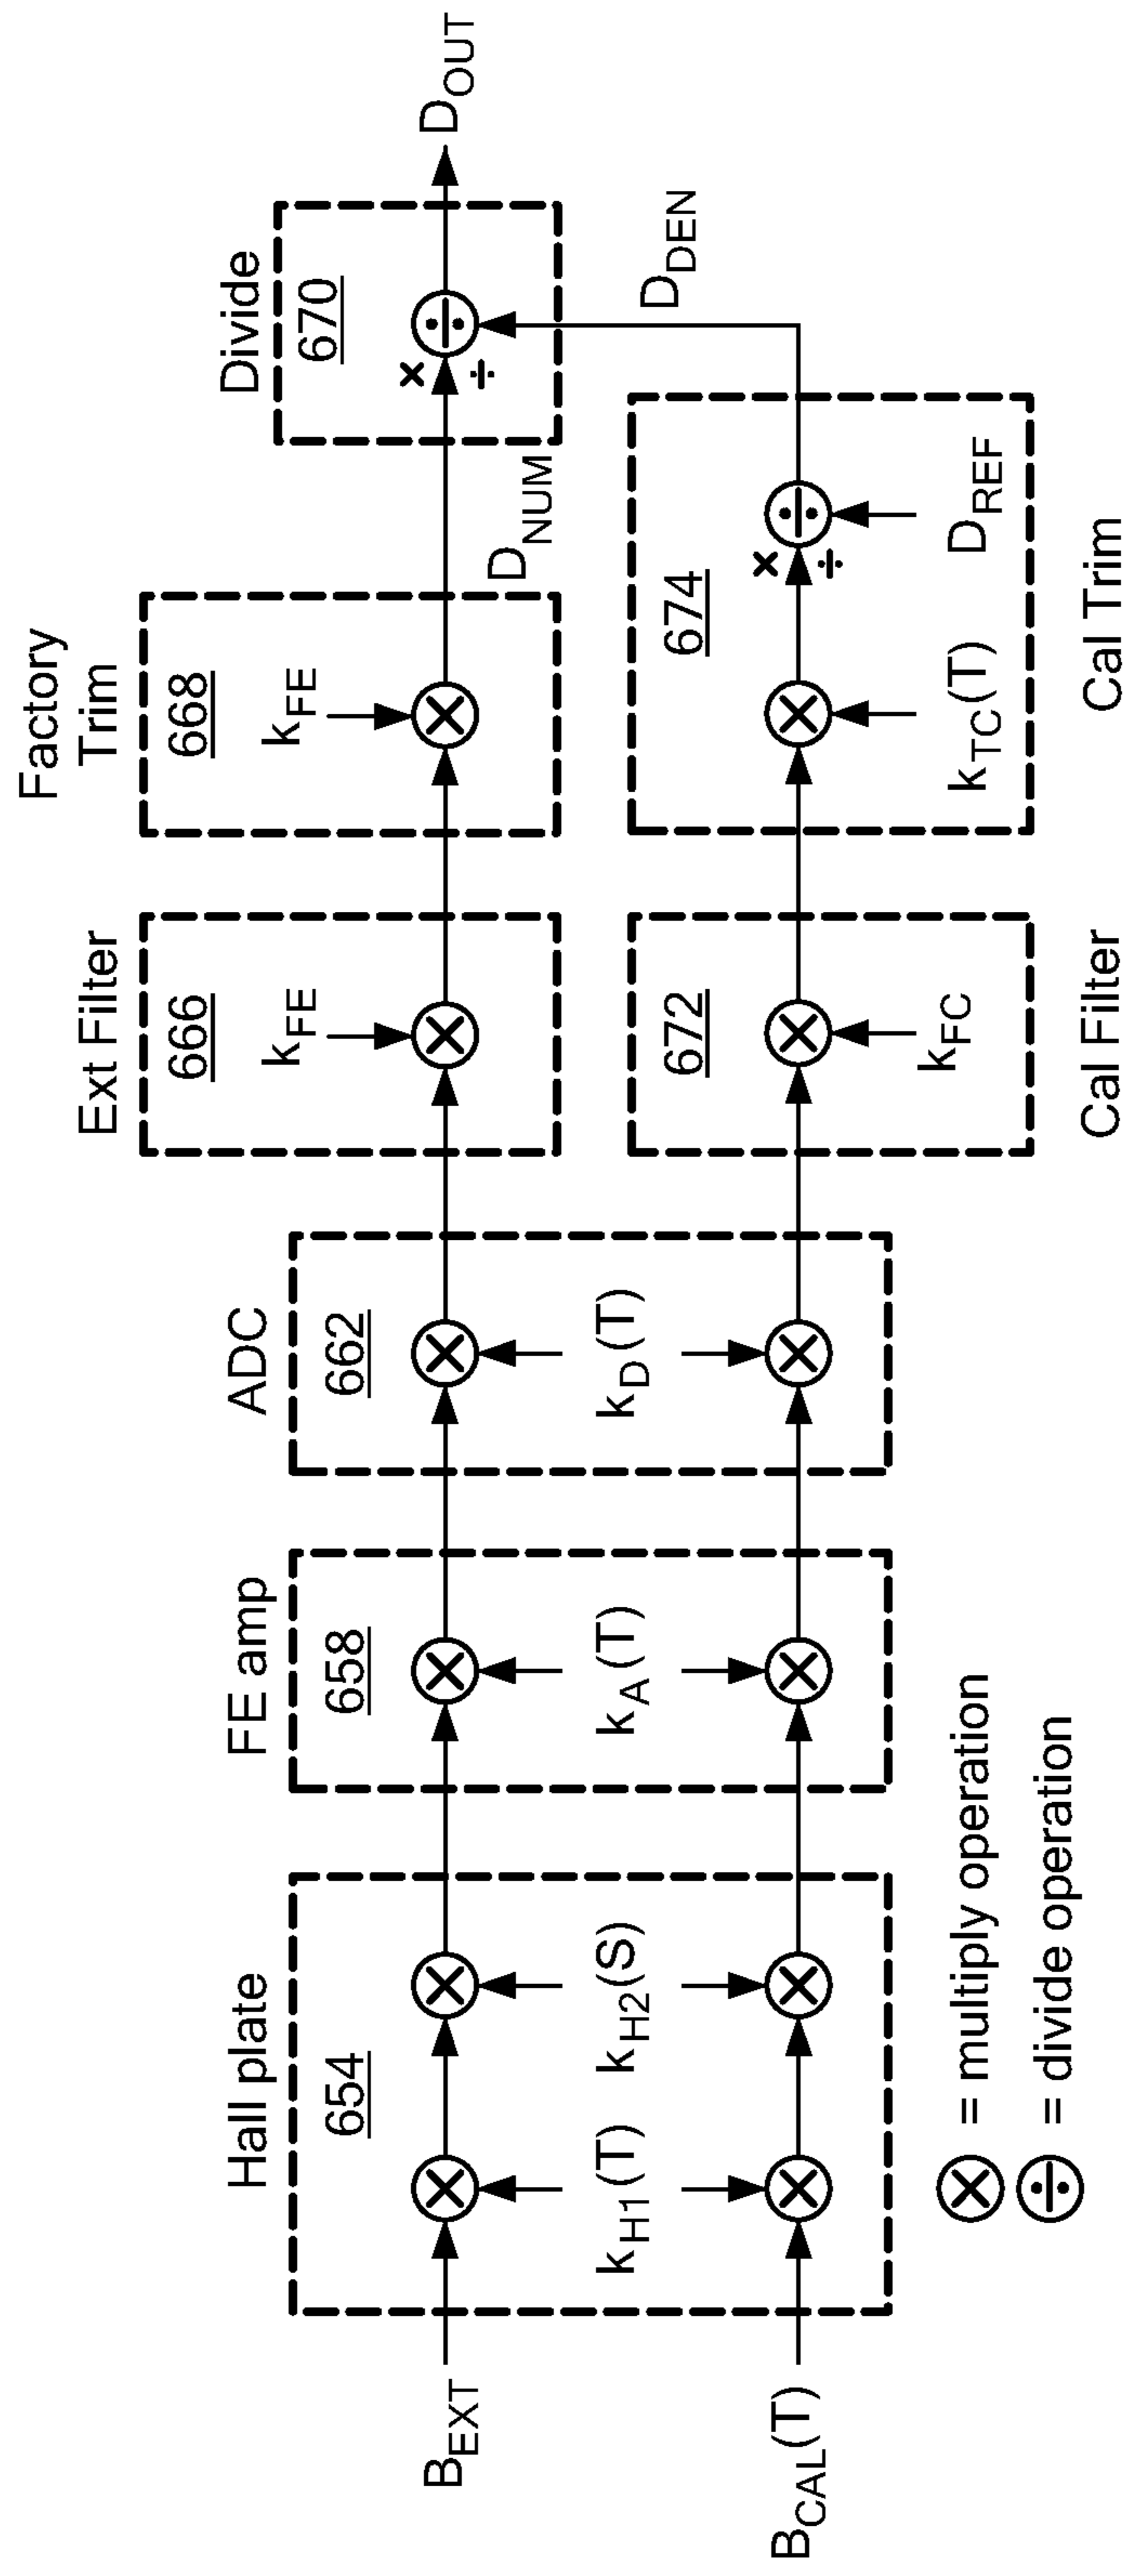 Hall plate
654
B_EXT
k_H1(T)
k_H2(S)
B_CAL(T)
FE amp
658
k_A(T)
ADC
662
k_D(T)
Ext Filter
666
k_FE
Factory
Trim
668
k_FE
D_NUM
Divide
670
×
÷
D_OUT
D_DEN
672
k_FC
Cal Filter
674
k_TC(T)
×
÷
D_REF
Cal Trim
⊗ = multiply operation
⊕ = divide operation